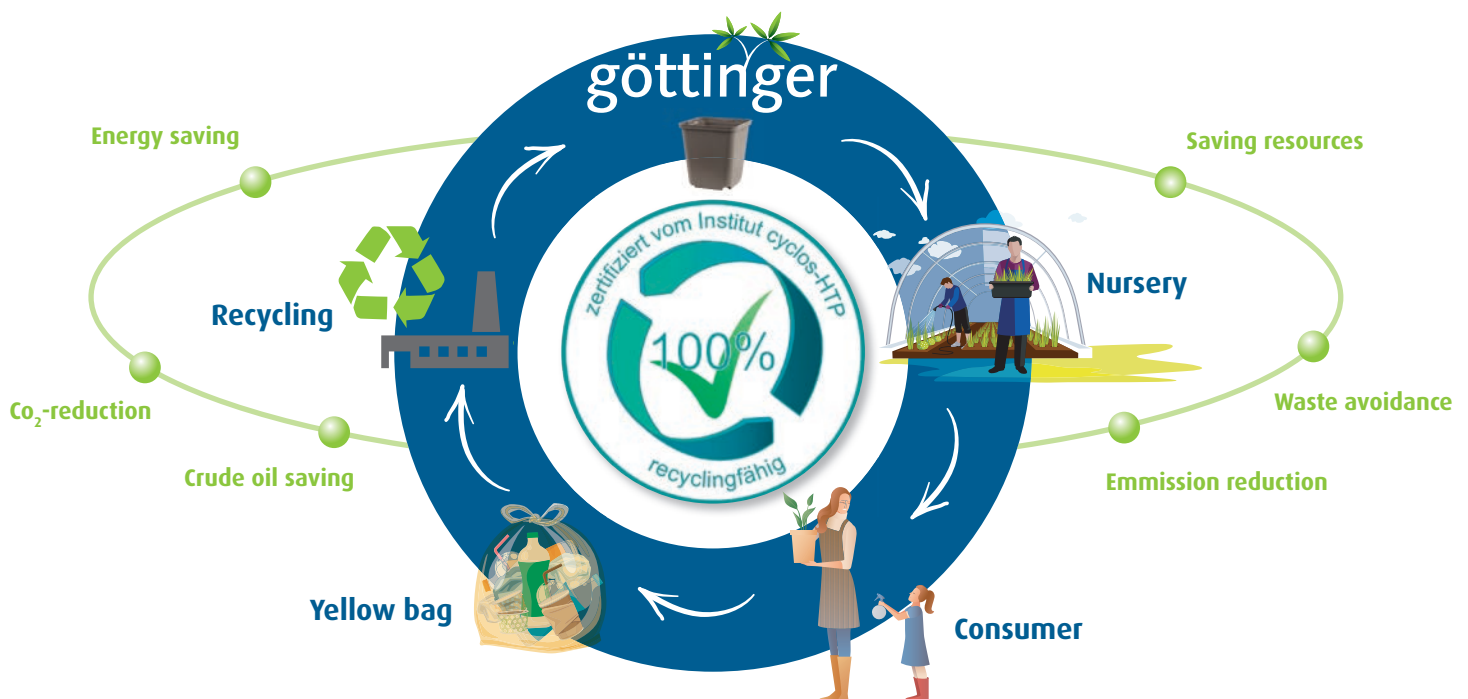 göttinger
Energy saving
Saving resources
zertifiziert vom Institut cyclos-HTP
Nursery
Recycling
100%
Co₂-reduction
Waste avoidance
recyclingfähig
Crude oil saving
Emmission reduction
Yellow bag
Consumer